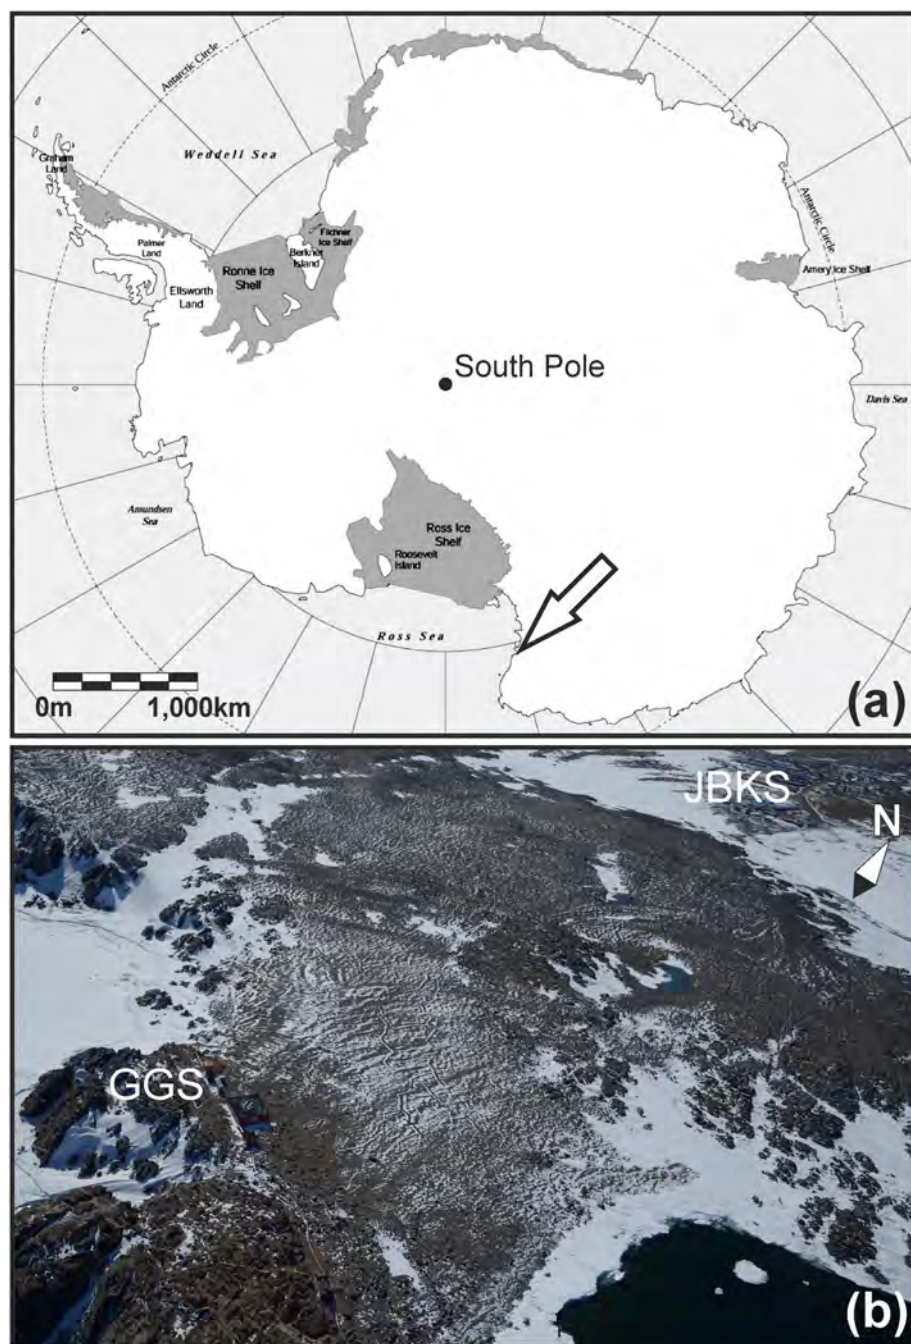 Antarctic Circle
Weddell Sea
Graham
Land
Palmer
Land
Ellsworth
Land
Ronne Ice
Shelf
Berkner
Island
Filchner
Ice Shelf
Antarctic Circle
Amery Ice Shelf
South Pole
Davis Sea
Amundsen
Sea
Ross Ice
Shelf
Roosevelt
Island
Ross Sea
0m 1,000km
(a)
JBKS
N
GGS
(b)